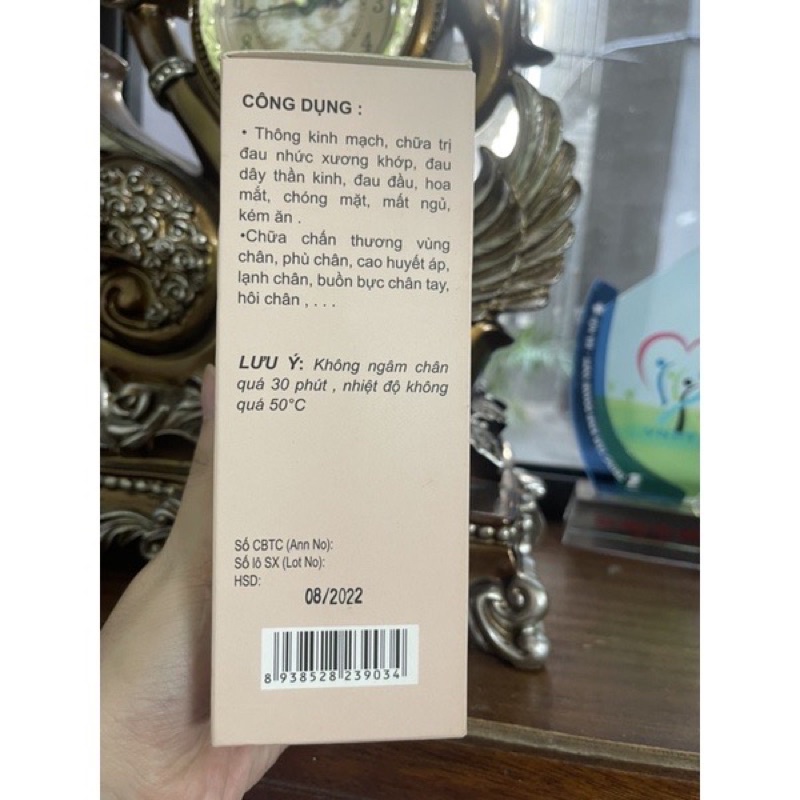 CÔNG DỤNG :
• Thông kinh mạch, chữa trị
đau nhức xương khớp, đau
dây thần kinh, đau đầu, hoa
mắt, chóng mặt, mất ngủ,
kém ăn .
•Chữa chấn thương vùng
chân, phù chân, cao huyết áp,
lạnh chân, buồn bực chân tay,
hôi chân , . . .
LƯU Ý: Không ngâm chân
quá 30 phút , nhiệt độ không
quá 50°C
Số CBTC (Ann No):
Số lô SX (Lot No):
HSD:
08/2022
8 938528 239034